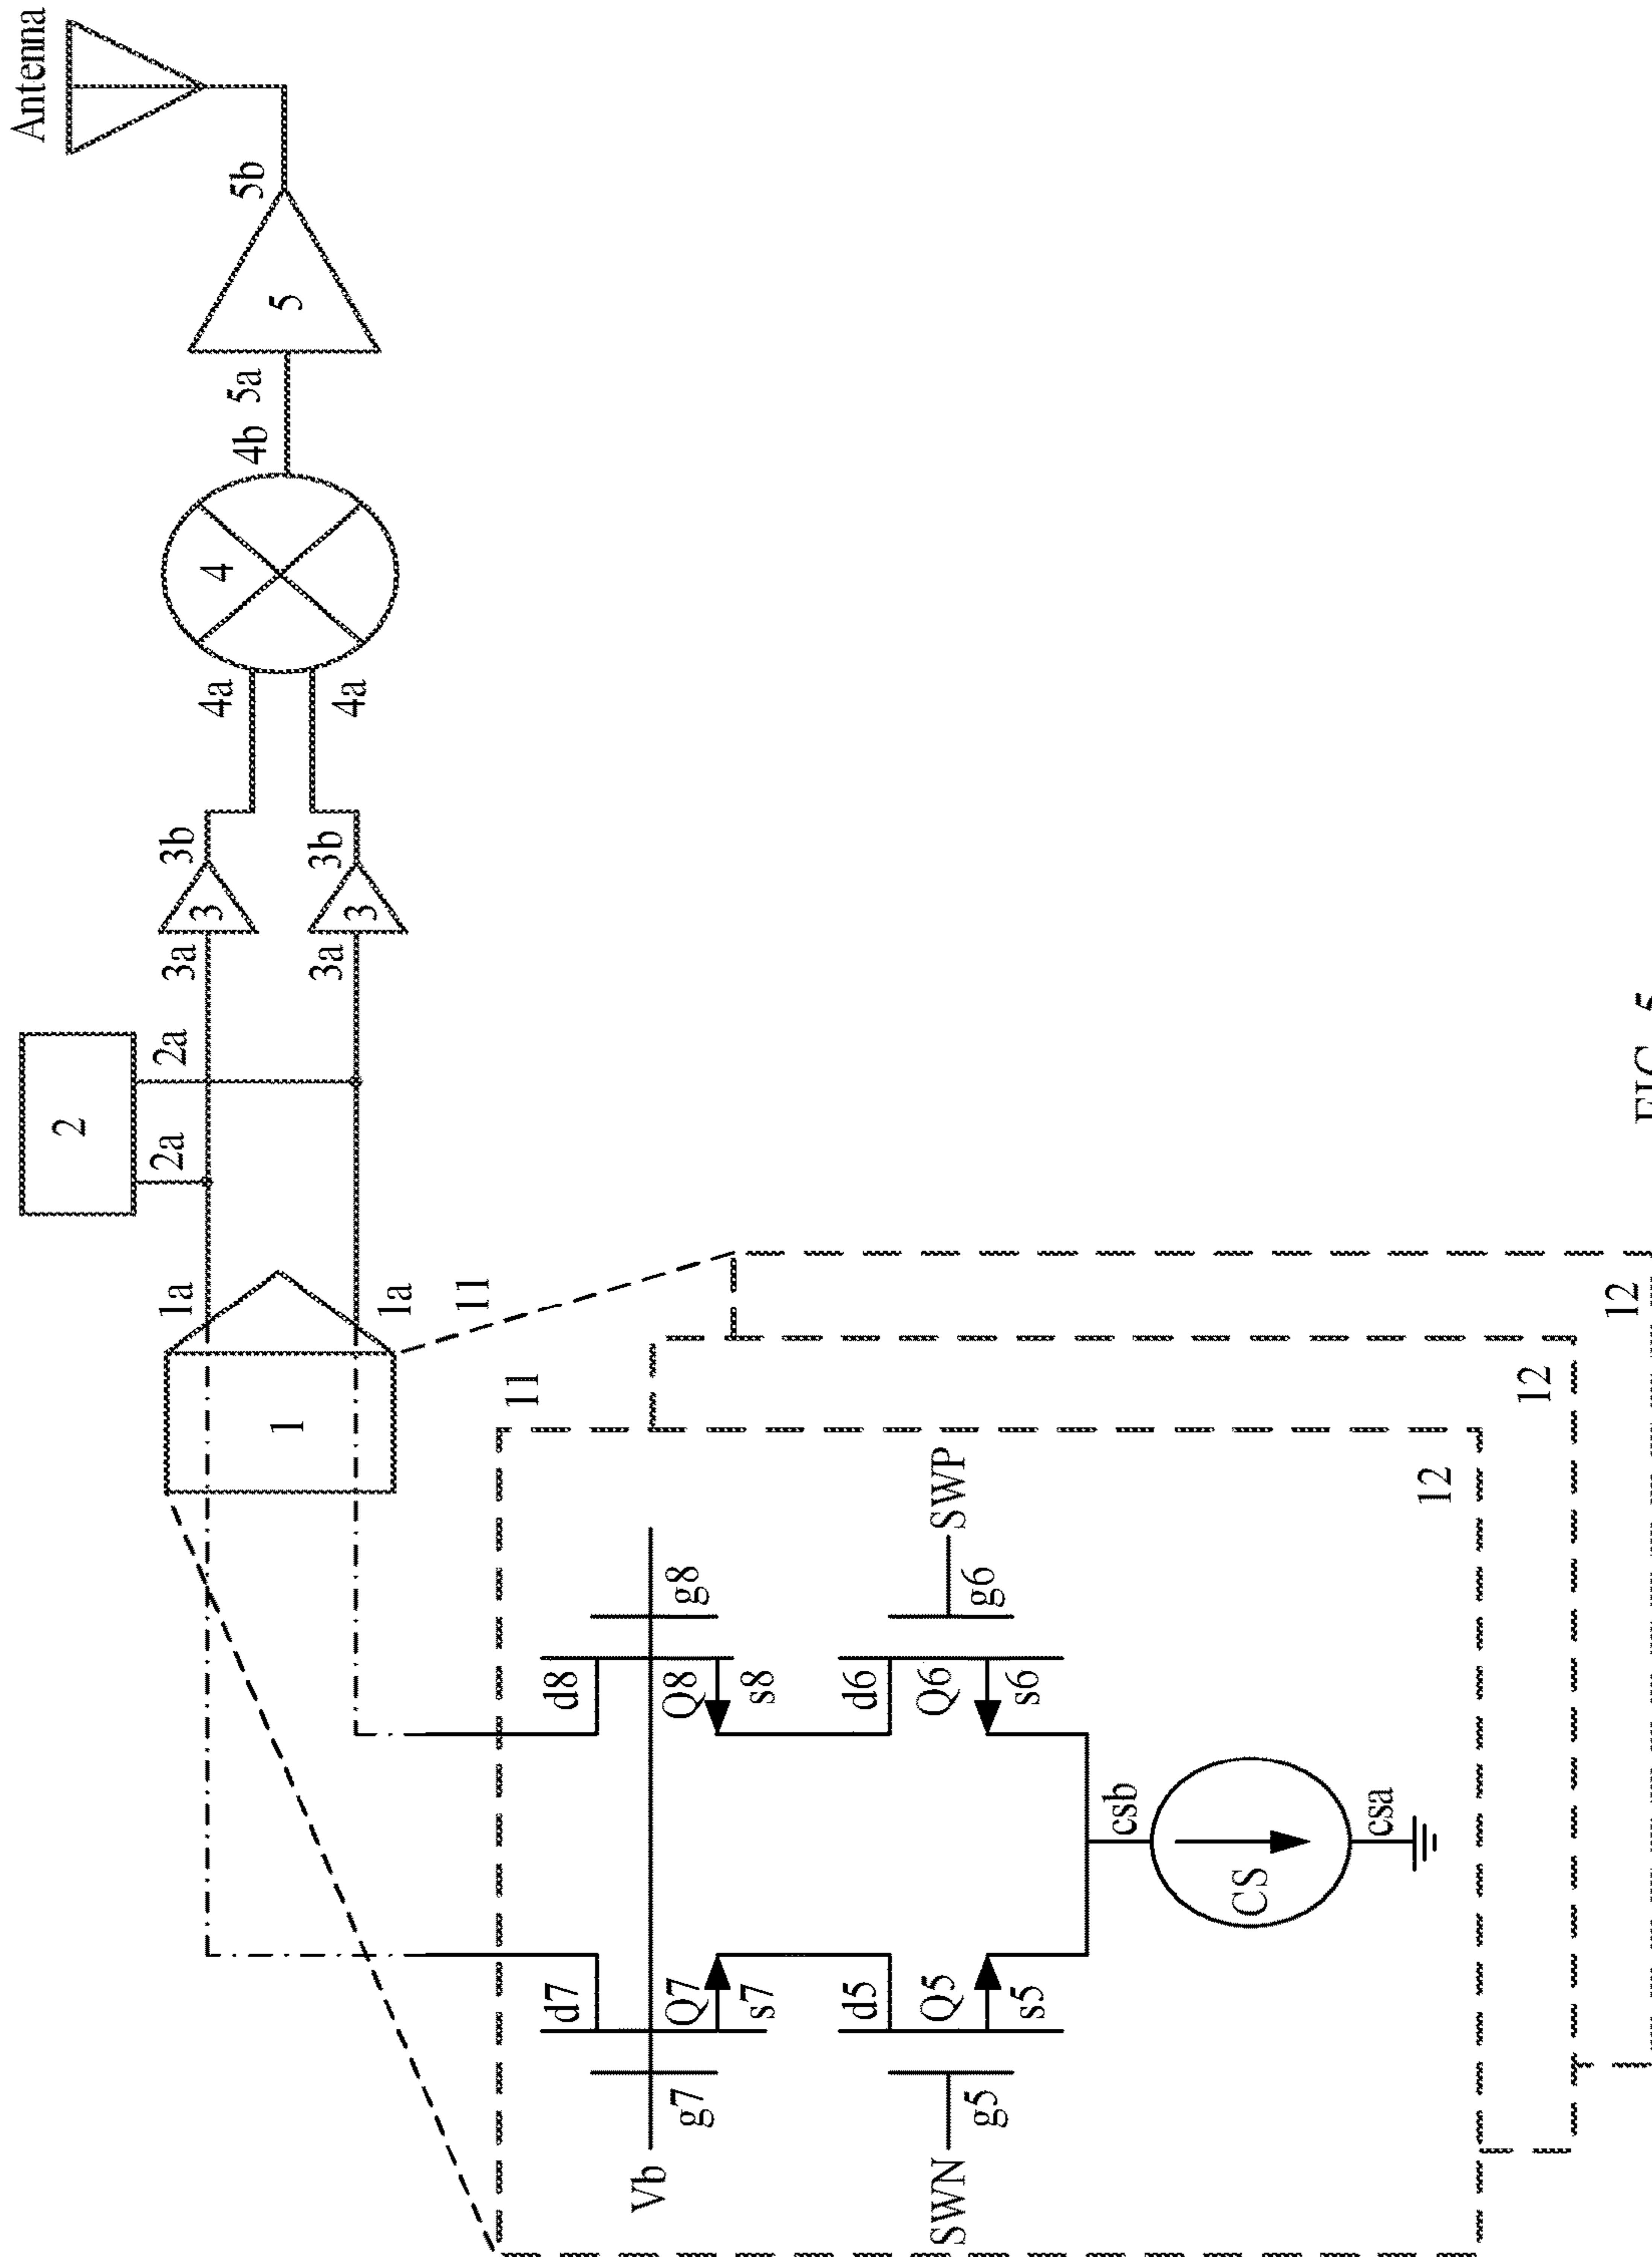 Antenna
2
2a
2a
1a
1a
1
11
11
3a
3
3b
3a
3
3b
4a
4a
4
4b
5a
5
5b
Vb
g7
d7
Q7
s7
d8
Q8
s8
g8
SWN
g5
d5
Q5
s5
d6
Q6
s6
g6
SWP
csb
CS
csa
12
12
12
FIG. 5